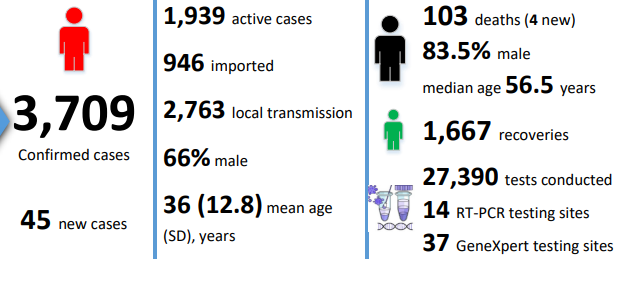 3,709
Confirmed cases
45 new cases
1,939 active cases
946 imported
2,763 local transmission
66% male
36 (12.8) mean age
(SD), years
103 deaths (4 new)
83.5% male
median age 56.5 years
1,667 recoveries
27,390 tests conducted
14 RT-PCR testing sites
37 GeneXpert testing sites